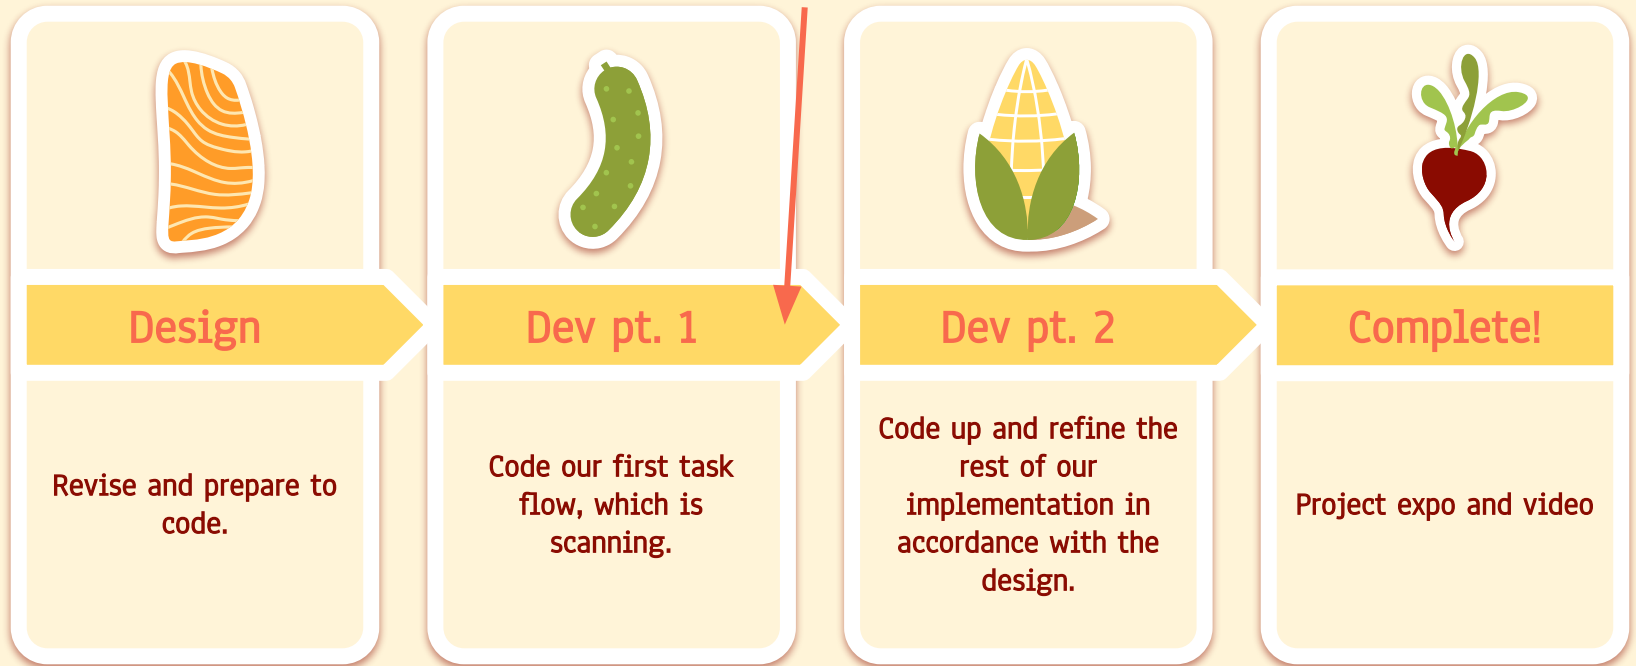 Design
Revise and prepare to
code.
Dev pt. 1
Code our first task
flow, which is
scanning.
Dev pt. 2
Code up and refine the
rest of our
implementation in
accordance with the
design.
Complete!
Project expo and video